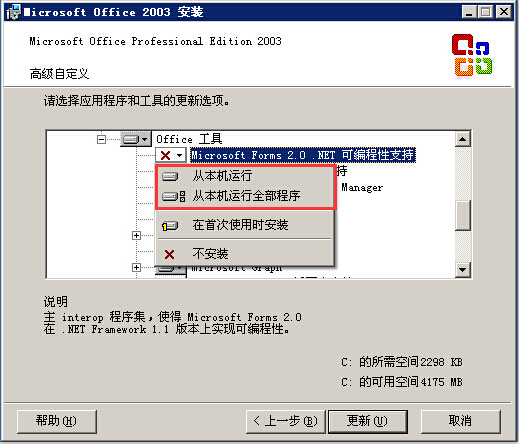 Microsoft Office 2003 安装
Microsoft Office Professional Edition 2003
高级自定义
请选择应用程序和工具的更新选项。
Office 工具
Microsoft Forms 2.0 .NET 可编程性支持
从本机运行
持
从本机运行全部程序
Manager
在首次使用时安装
不安装
Microsoft Graph
说明
主 interop 程序集，使得 Microsoft Forms 2.0
在 .NET Framework 1.1 版本上实现可编程性。
C: 的所需空间2298 KB
C: 的可用空间4175 MB
帮助(H)
< 上一步(B)
更新(U)
取消